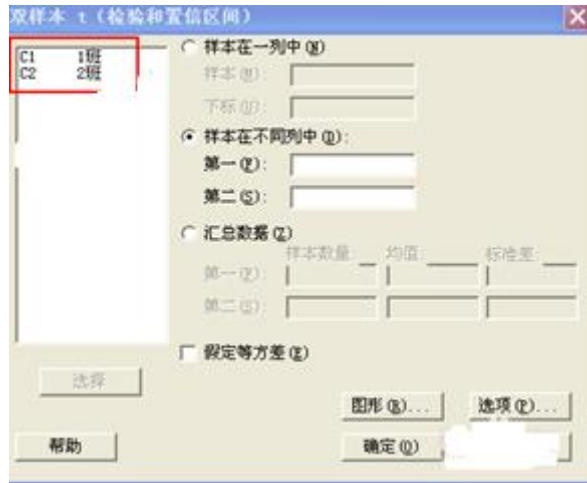 双样本 t（检验和置信区间）
C1 1班
C2 2班
样本在一列中(N)
样本(M):
下标(U):
样本在不同列中(D):
第一(F):
第二(S):
汇总数据(Z)
样本数量: 均值: 标准差:
第一(F):
第二(S):
假定等方差(E)
选择
图形(R)... 选项(P)...
帮助 确定(O)